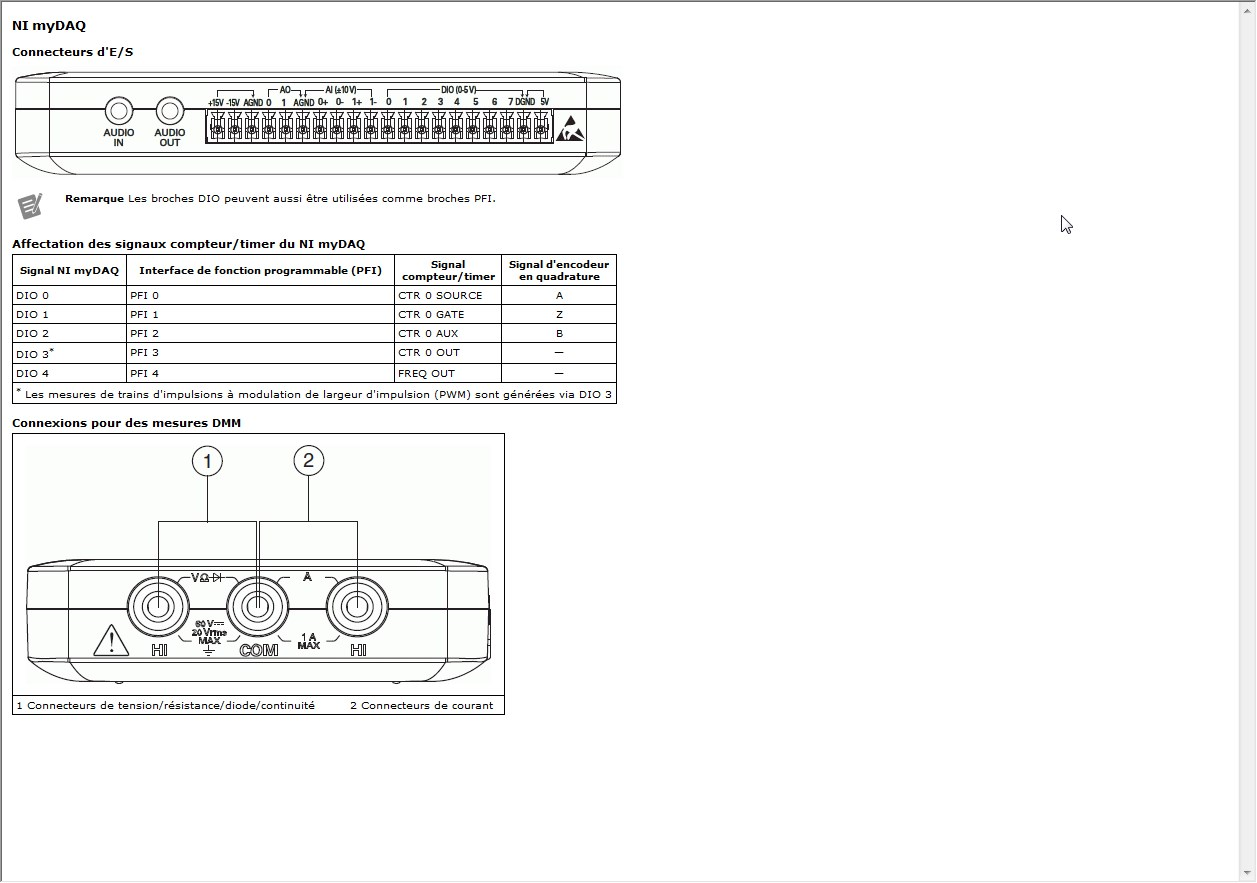 NI myDAQ
Connecteurs d'E/S
AO AI (±10 V) DIO (0-5 V)
+15V -15V AGND 0 1 AGND 0+ 0- 1+ 1- 0 1 2 3 4 5 6 7 DGND 5V
AUDIO IN
AUDIO OUT
Remarque Les broches DIO peuvent aussi être utilisées comme broches PFI.
Affectation des signaux compteur/timer du NI myDAQ
Signal NI myDAQ Interface de fonction programmable (PFI) Signal compteur/timer Signal d'encodeur en quadrature
DIO 0 PFI 0 CTR 0 SOURCE A
DIO 1 PFI 1 CTR 0 GATE Z
DIO 2 PFI 2 CTR 0 AUX B
DIO 3* PFI 3 CTR 0 OUT —
DIO 4 PFI 4 FREQ OUT —
* Les mesures de trains d'impulsions à modulation de largeur d'impulsion (PWM) sont générées via DIO 3
Connexions pour des mesures DMM
1 2
VΩ A
60 V
20 Vrms
MAX
1 A
MAX
HI COM HI
1 Connecteurs de tension/résistance/diode/continuité 2 Connecteurs de courant